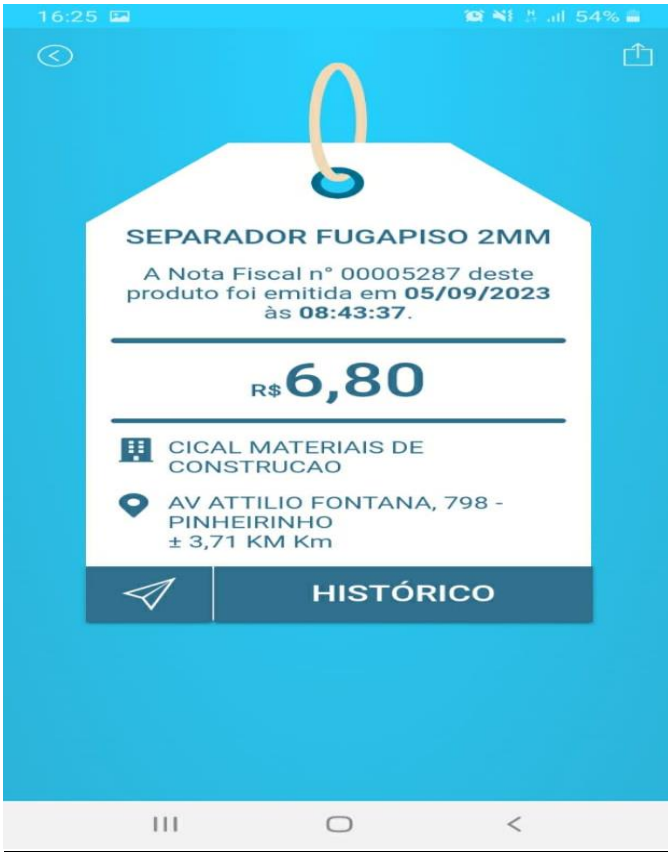 16:25 54%
SEPARADOR FUGAPISO 2MM
A Nota Fiscal n° 00005287 deste
produto foi emitida em 05/09/2023
às 08:43:37.
R$6,80
CICAL MATERIAIS DE
CONSTRUCAO
AV ATTILIO FONTANA, 798 -
PINHEIRINHO
± 3,71 KM Km
HISTÓRICO